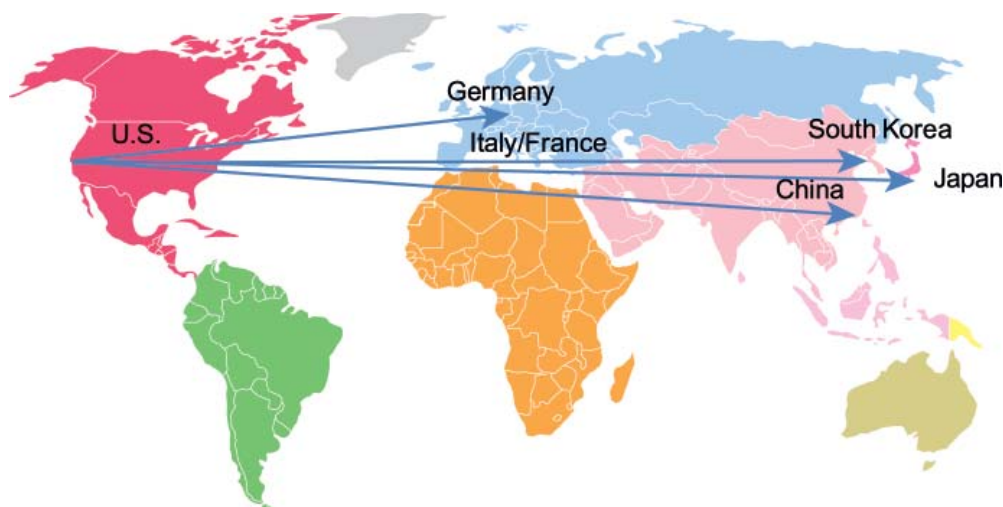 Germany
U.S.
Italy/France
South Korea
Japan
China